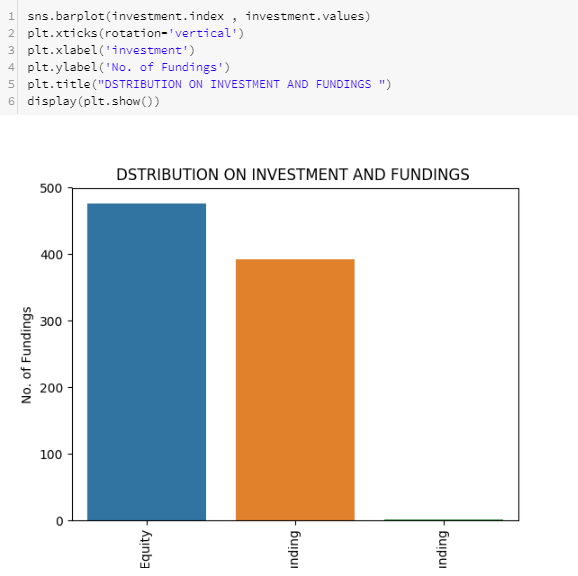 1 sns.barplot(investment.index , investment.values)
2 plt.xticks(rotation='vertical')
3 plt.xlabel('investment')
4 plt.ylabel('No. of Fundings')
5 plt.title("DSTRIBUTION ON INVESTMENT AND FUNDINGS ")
6 display(plt.show())
DSTRIBUTION ON INVESTMENT AND FUNDINGS
500
400
300
200
100
0
No. of Fundings
Equity
nding
nding